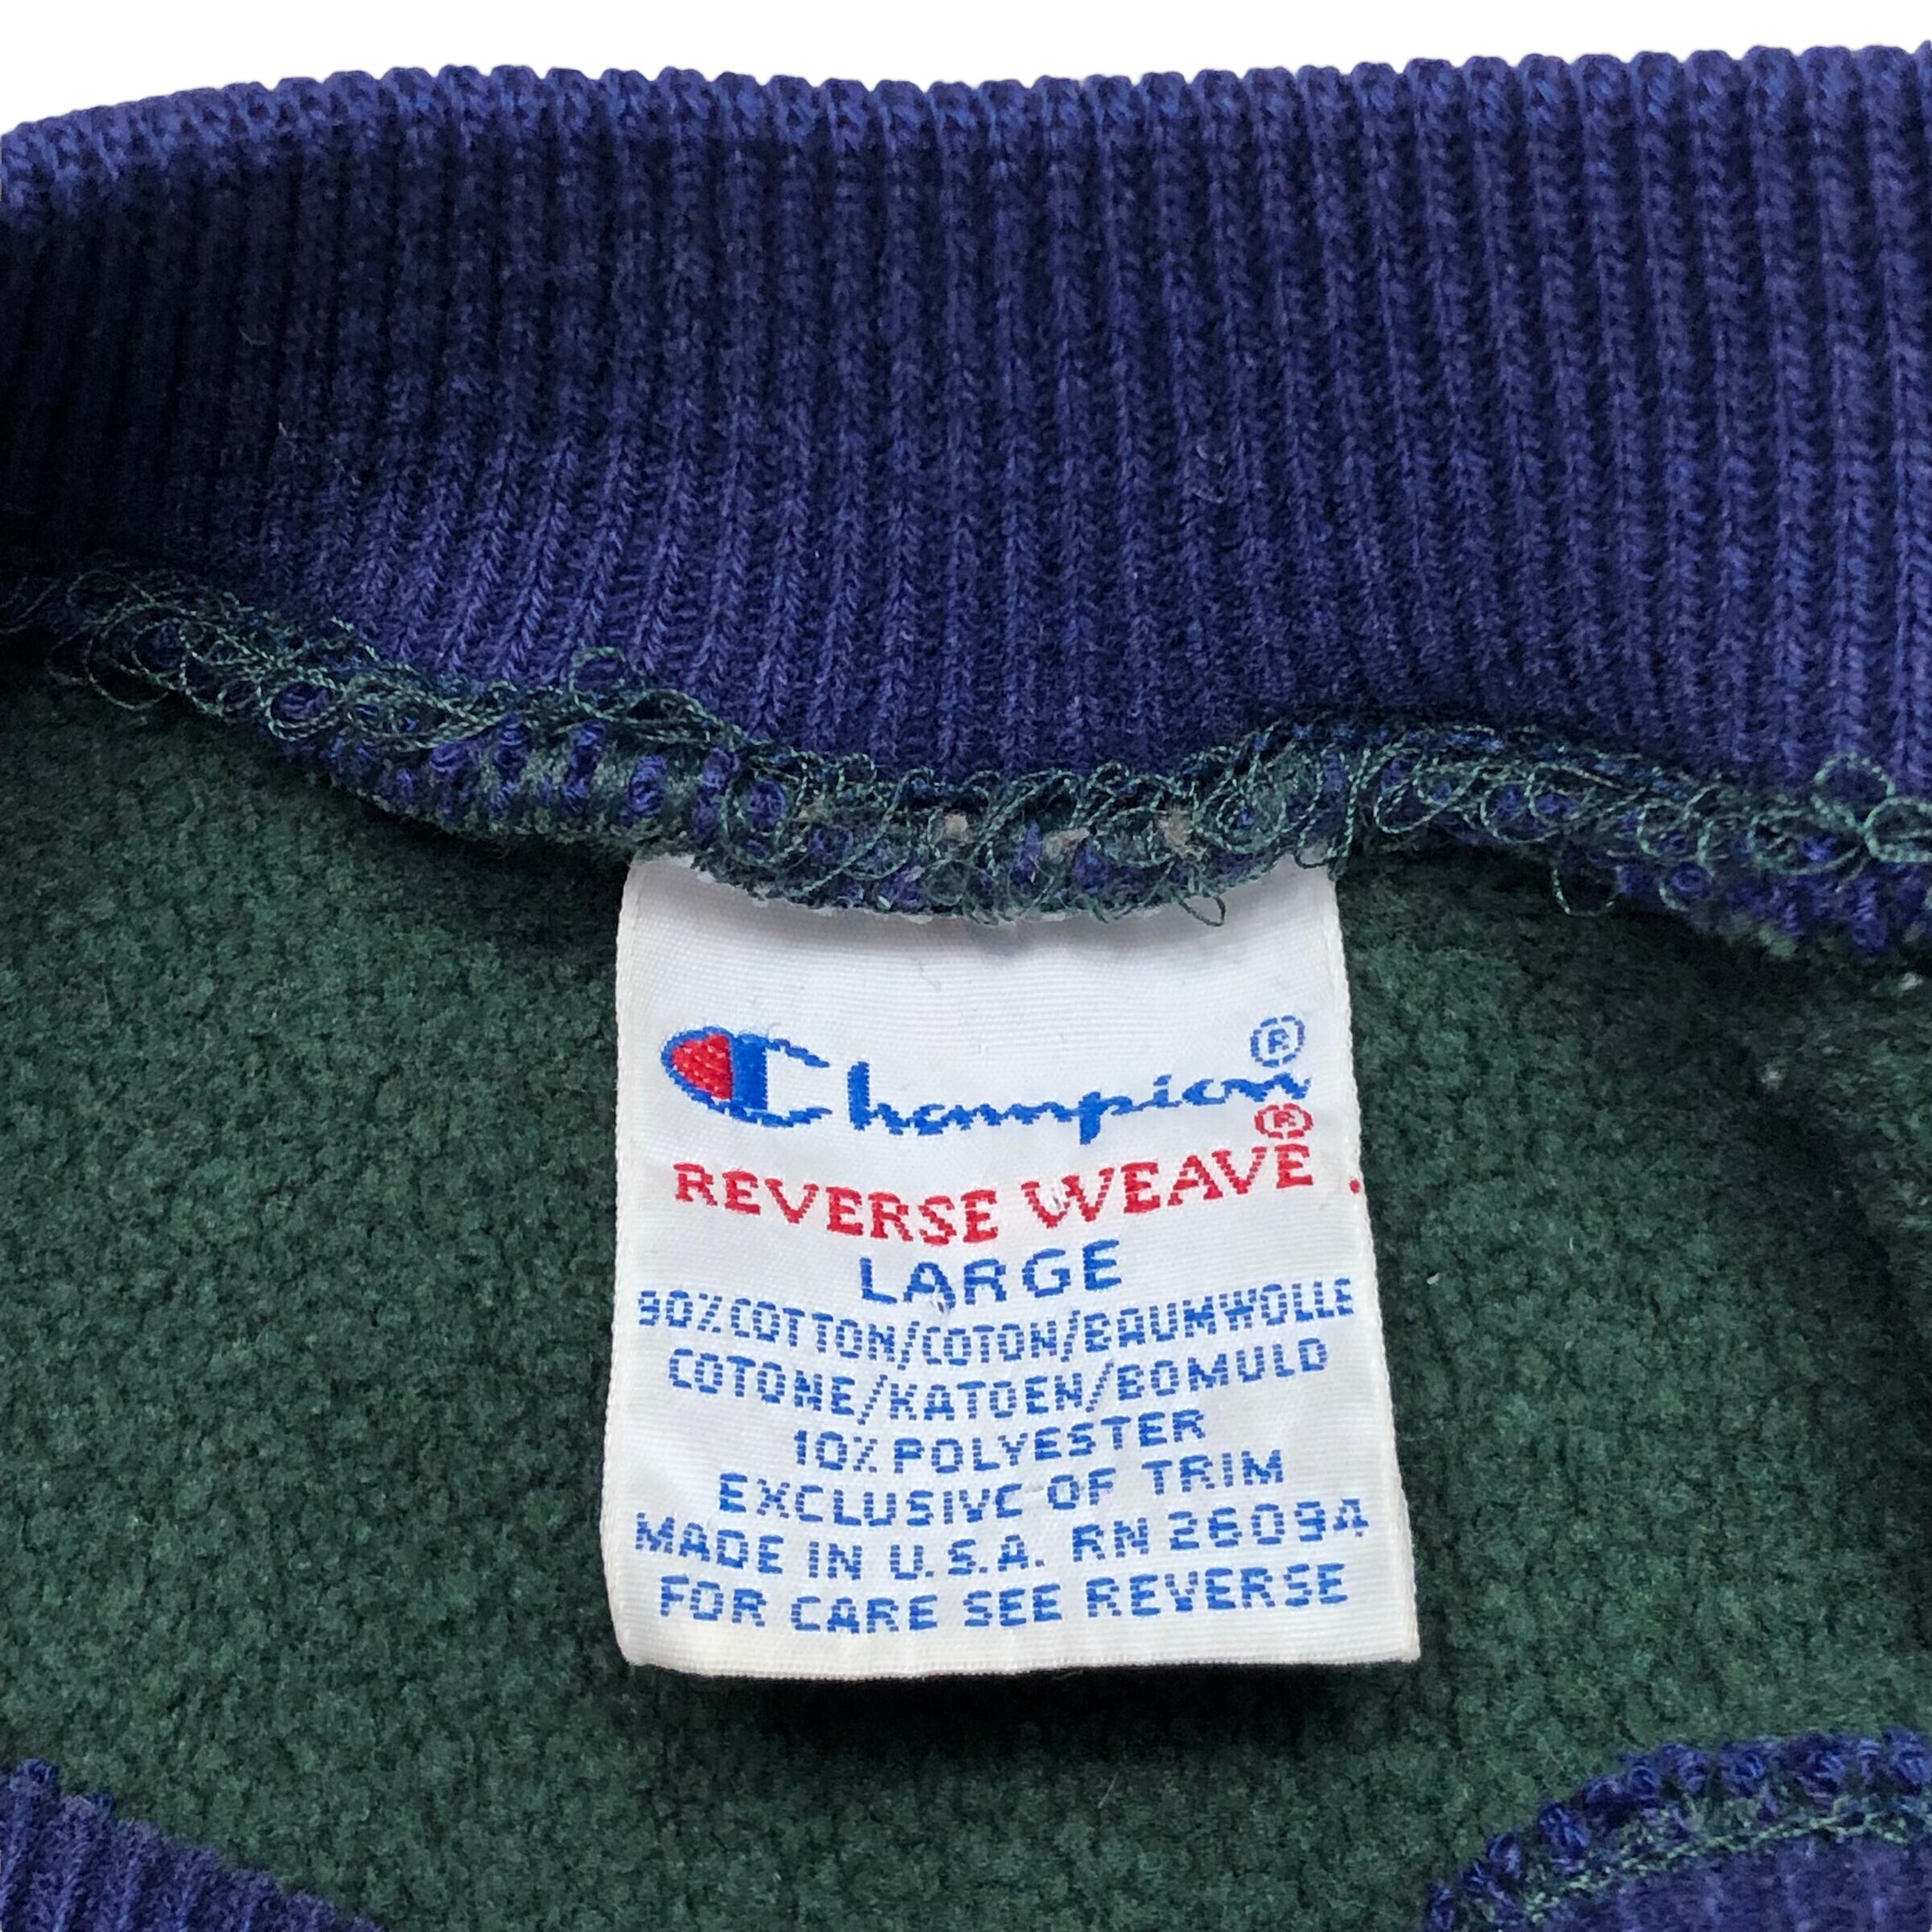 Champion®
REVERSE WEAVE®.
LARGE
90% COTTON/COTON/BAUMWOLLE
COTONE/KATOEN/BOMULD
10% POLYESTER
EXCLUSIVE OF TRIM
MADE IN U.S.A. RN 26094
FOR CARE SEE REVERSE